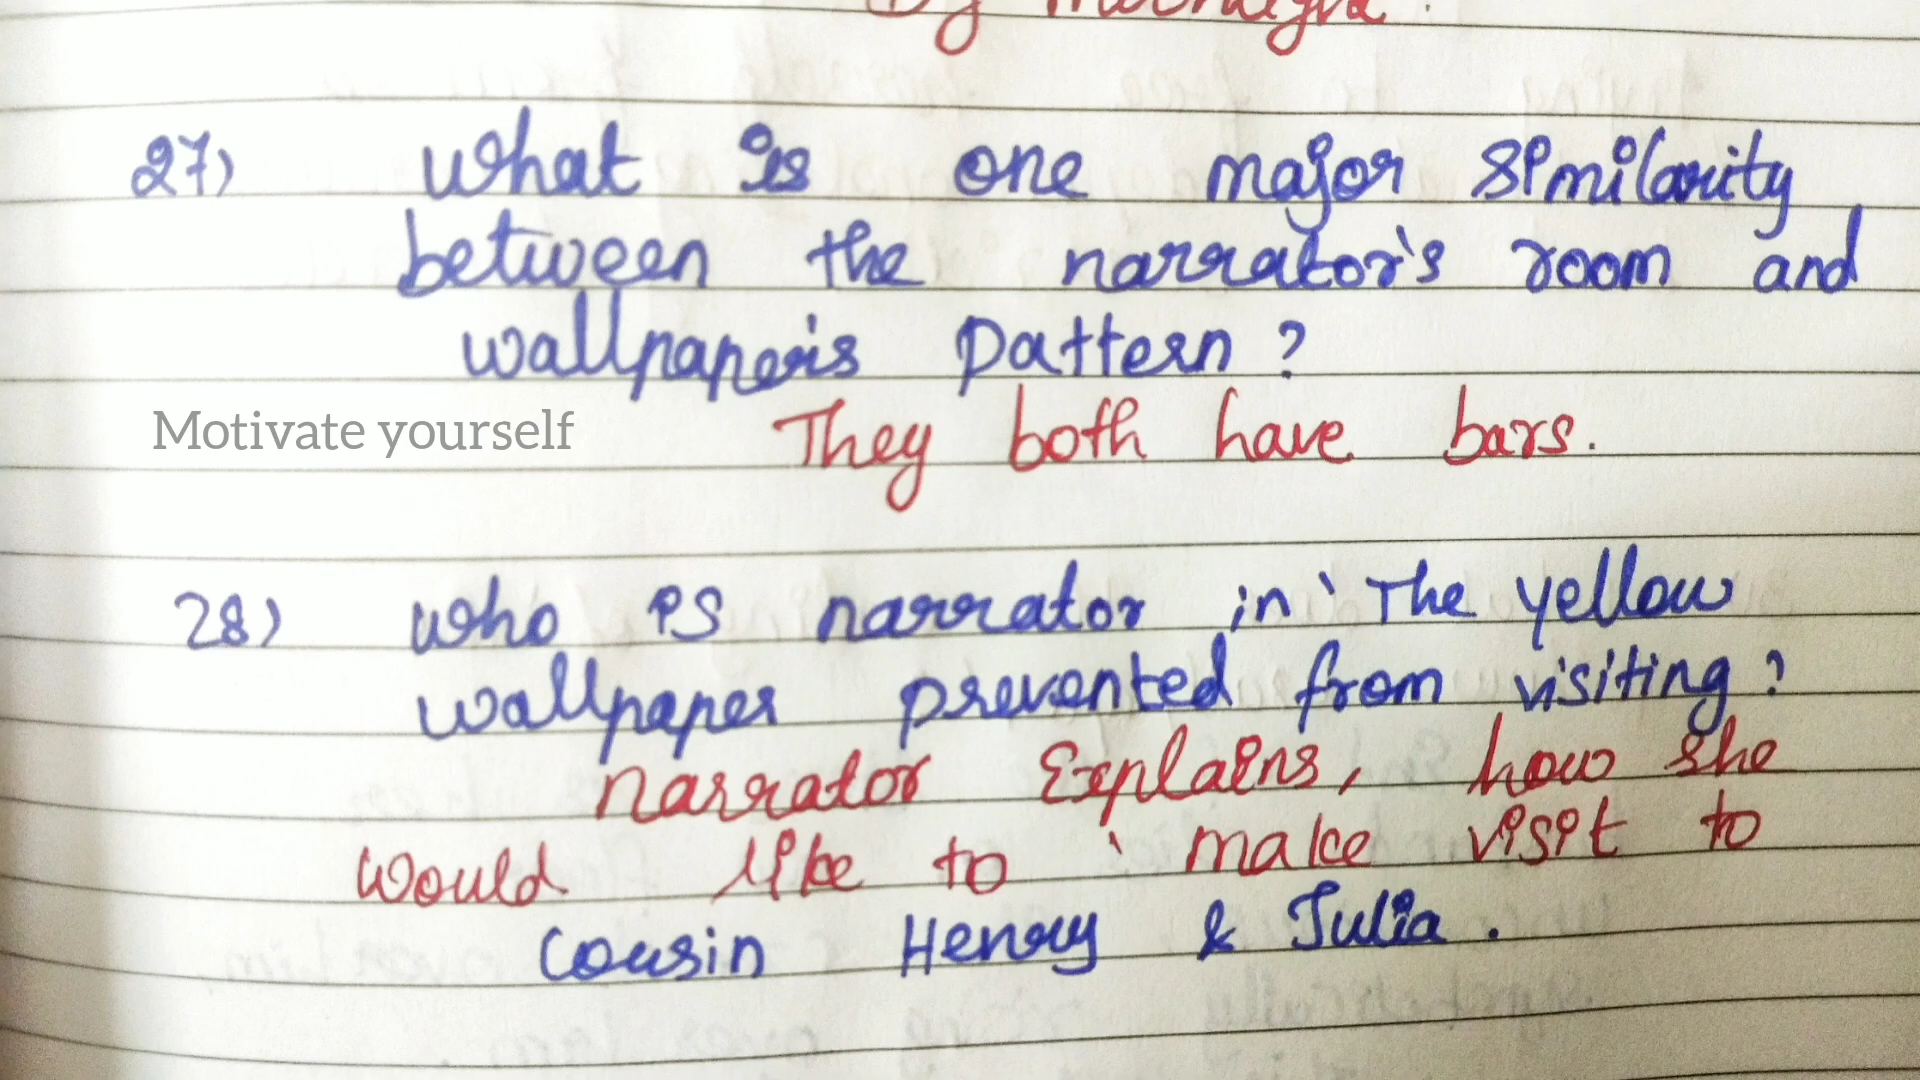 By
27) What is one major similarity
between the narrator's room and
wallpaper's pattern?
Motivate yourself
They both have bars.
28) who is narrator in 'The yellow
wallpaper prevented from visiting?
narrator Explains, how she
would like to ' make visit to
Cousin Henry & Julia.